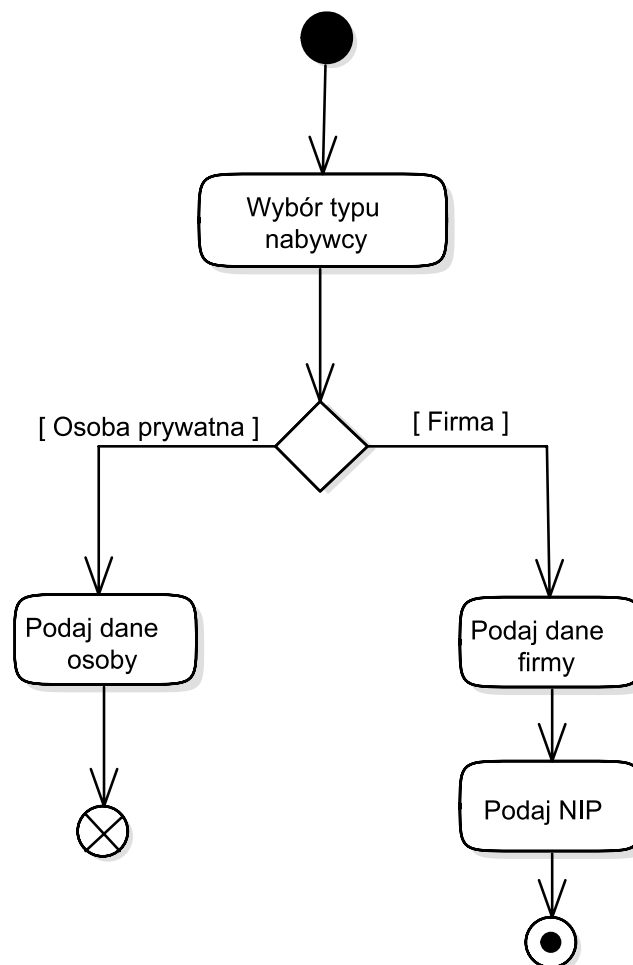 Wybór typu
nabywcy
[ Osoba prywatna ]
[ Firma ]
Podaj dane
osoby
Podaj dane
firmy
Podaj NIP